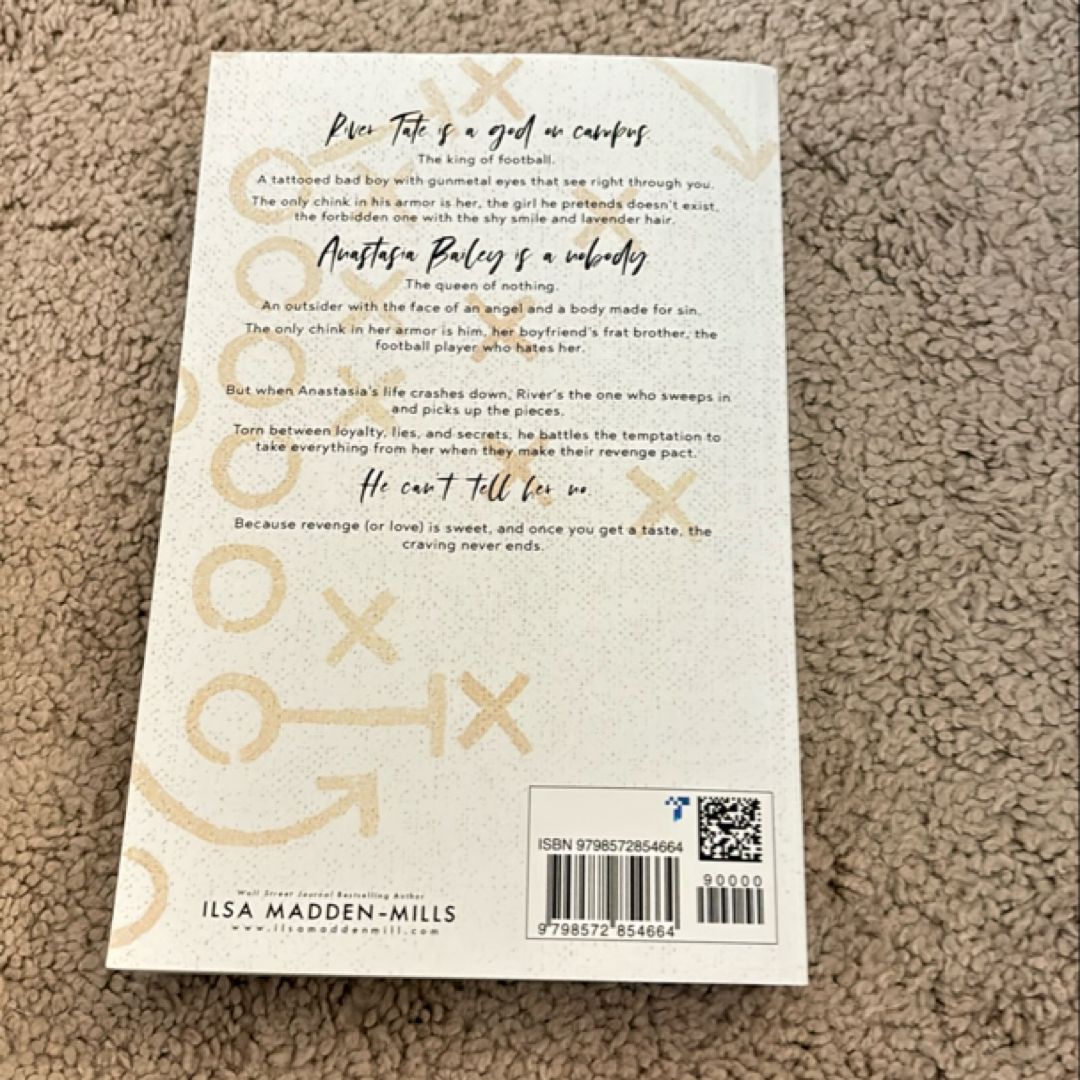 River Tate is a god on campus.
The king of football.
A tattooed bad boy with gunmetal eyes that see right through you.
The only chink in his armor is her, the girl he pretends doesn't exist,
the forbidden one with the shy smile and lavender hair.
Anastasia Bailey is a nobody
The queen of nothing.
An outsider with the face of an angel and a body made for sin.
The only chink in her armor is him, her boyfriend's frat brother, the
football player who hates her.
But when Anastasia's life crashes down, River's the one who sweeps in
and picks up the pieces.
Torn between loyalty, lies, and secrets, he battles the temptation to
take everything from her when they make their revenge pact.
He can't tell her no.
Because revenge (or love) is sweet, and once you get a taste, the
craving never ends.
Wall Street Journal Bestselling Author
ILSA MADDEN-MILLS
www.ilsamaddenmill.com
ISBN 9798572854664
90000
9 798572 854664